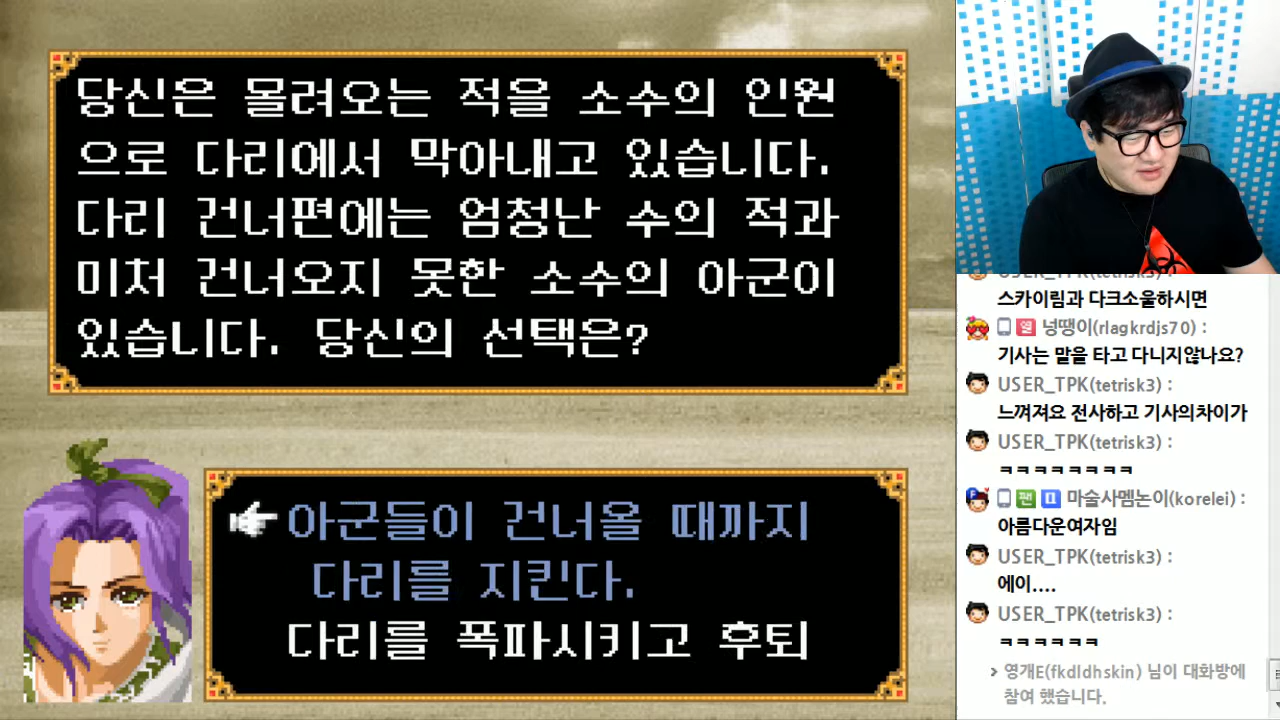 당신은 몰려오는 적을 소수의 인원
으로 다리에서 막아내고 있습니다.
다리 건너편에는 엄청난 수의 적과
미처 건너오지 못한 소수의 아군이
있습니다. 당신의 선택은?
아군들이 건너올 때까지
다리를 지킨다.
다리를 폭파시키고 후퇴
USER_TPK(tetrisk3) :
스카이림과 다크소울하시면
열 넝땡이(rlagkrdjs70) :
기사는 말을 타고 다니지않나요?
USER_TPK(tetrisk3) :
느껴져요 전사하고 기사의차이가
USER_TPK(tetrisk3) :
ㅋㅋㅋㅋㅋㅋㅋㅋ
팬 마술사멤논이(korelei) :
아름다운여자임
USER_TPK(tetrisk3) :
에이....
USER_TPK(tetrisk3) :
ㅋㅋㅋㅋㅋㅋ
> 영개E(fkdldhskin) 님이 대화방에
참여 했습니다.